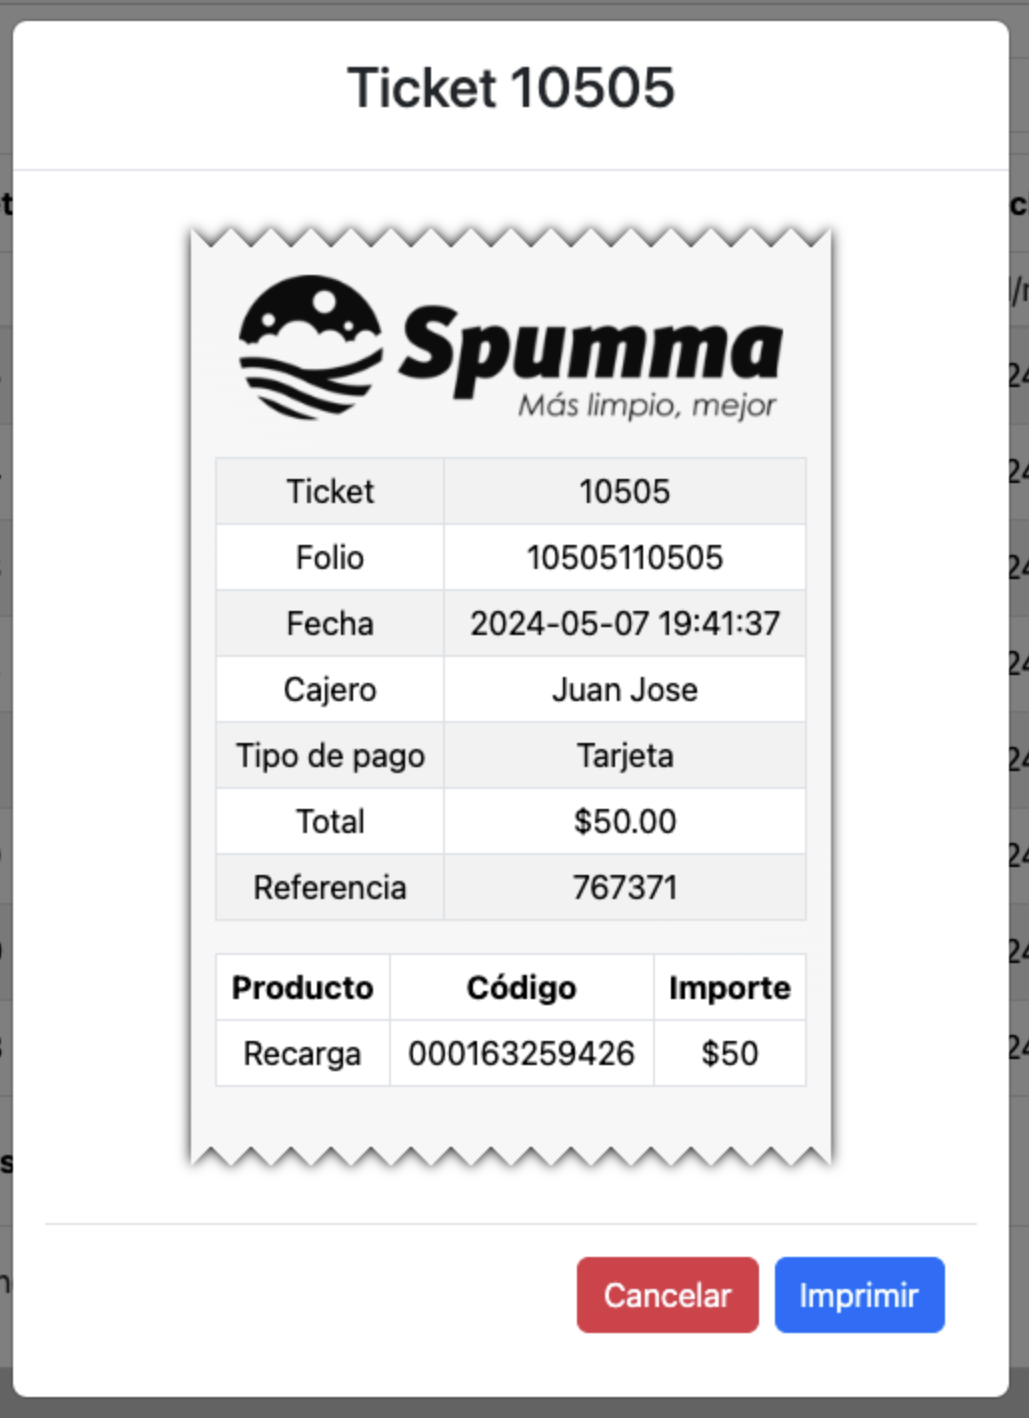 Ticket 10505
Spumma
Más limpio, mejor
Ticket 10505
Folio 10505110505
Fecha 2024-05-07 19:41:37
Cajero Juan Jose
Tipo de pago Tarjeta
Total $50.00
Referencia 767371
Producto Código Importe
Recarga 000163259426 $50
Cancelar Imprimir